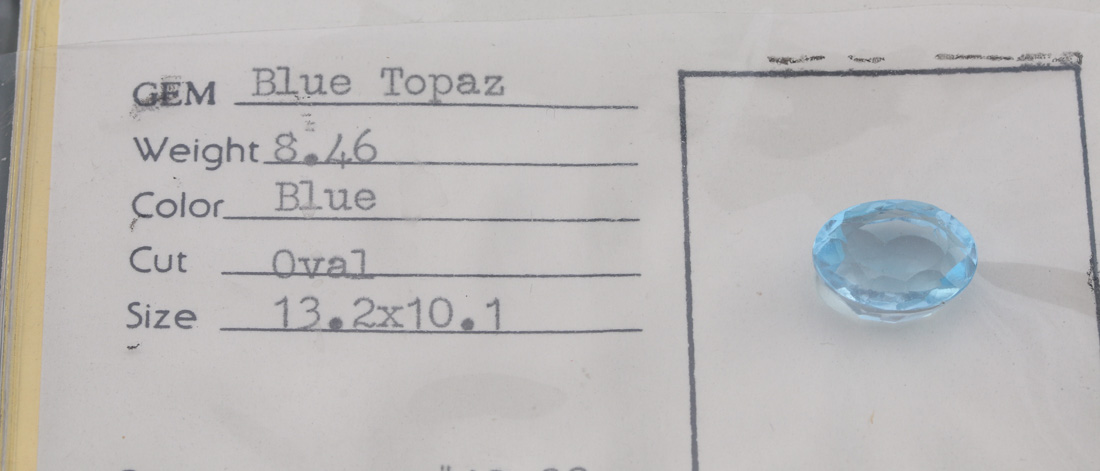 GEM Blue Topaz
Weight 8.46
Color Blue
Cut Oval
Size 13.2x10.1